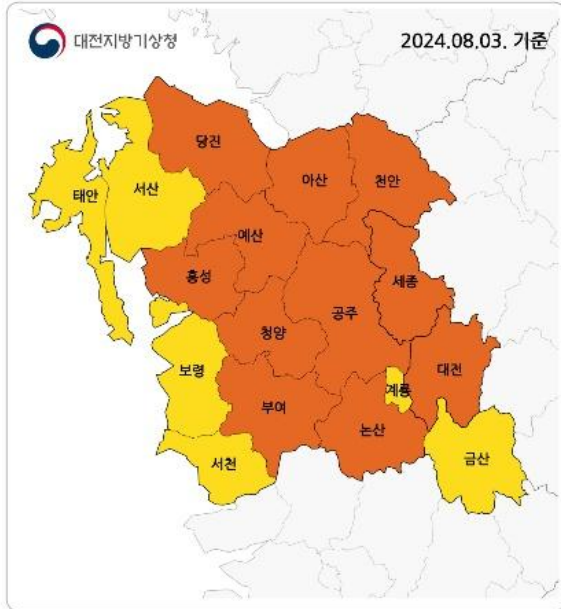 대전지방기상청
2024.08.03. 기준
당진
아산
천안
태안
서산
예산
홍성
세종
공주
청양
보령
대전
계룡
부여
논산
서천
금산